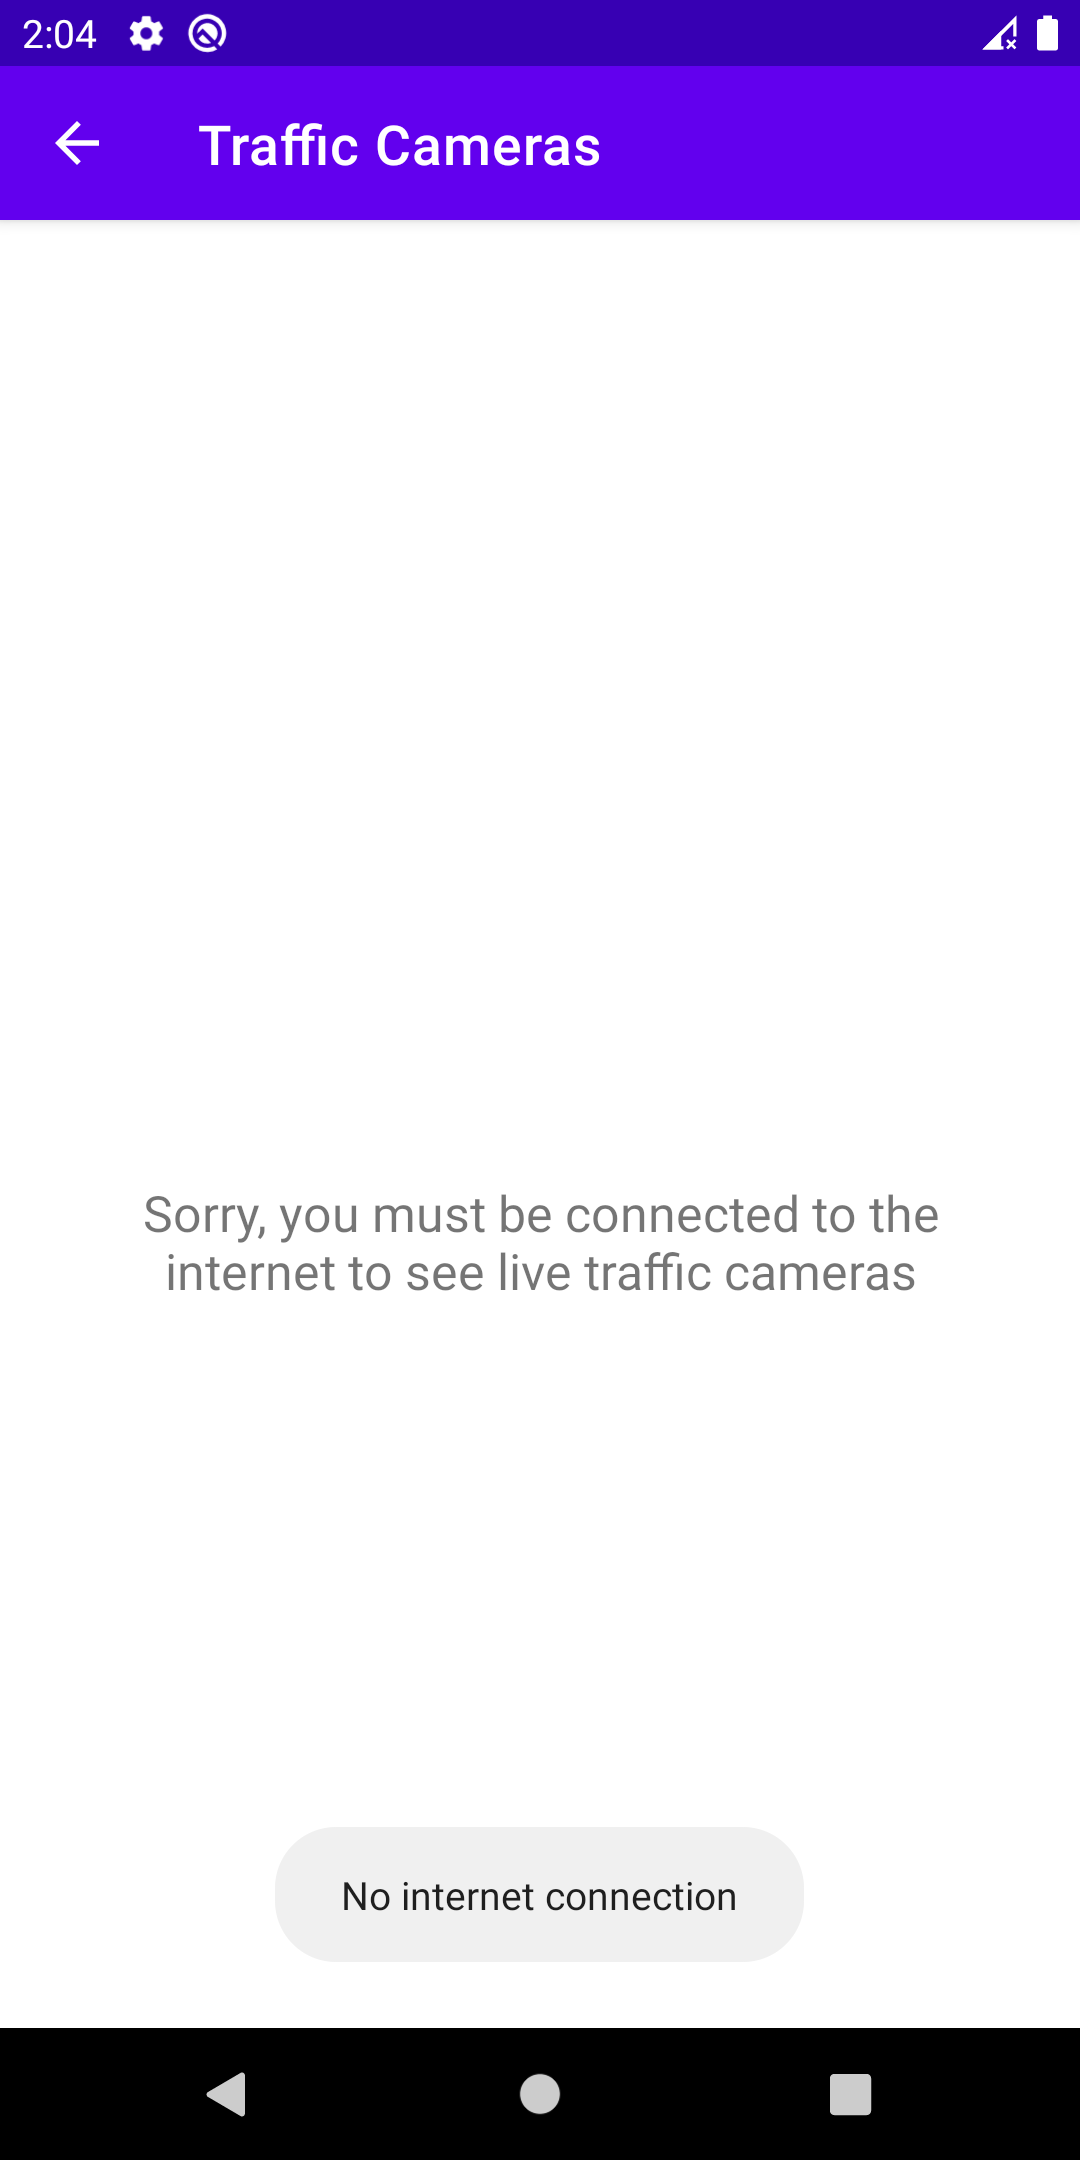 2:04
Traffic Cameras
Sorry, you must be connected to the
internet to see live traffic cameras
No internet connection